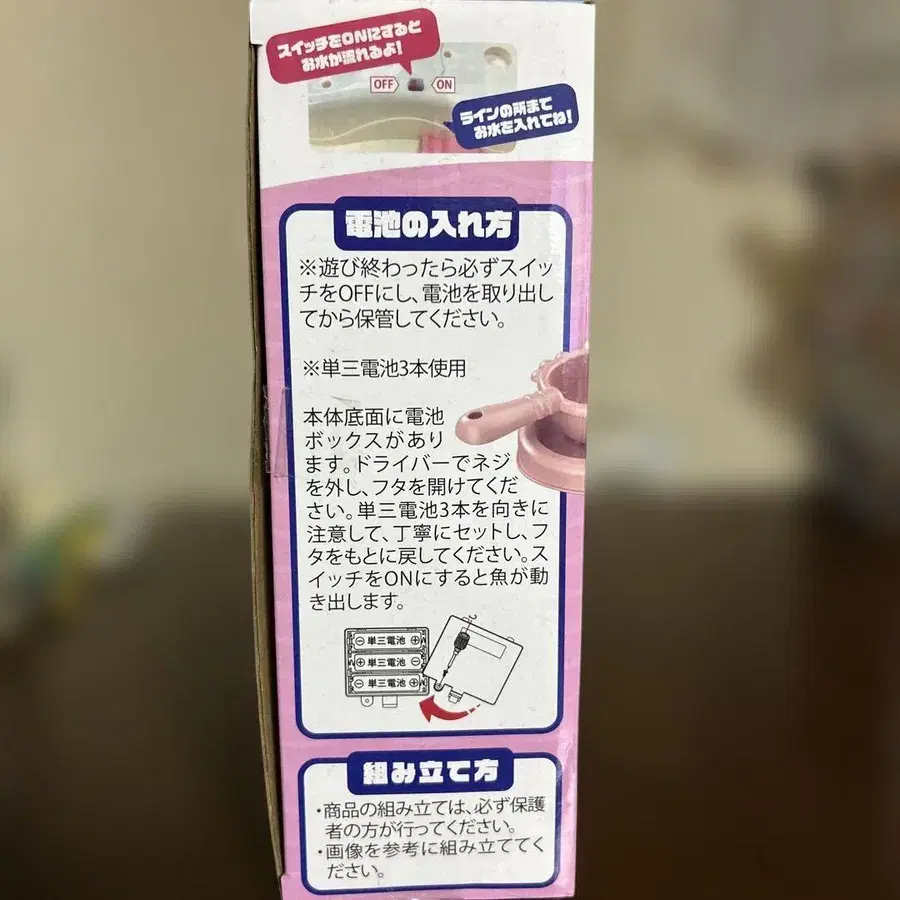 スイッチをONにすると
お水が流れるよ!
OFF
ON
ラインの所まで
お水を入れてね!
電池の入れ方
※遊び終わったら必ずスイッ
チをOFFにし、電池を取り出し
てから保管してください。
※単三電池3本使用
本体底面に電池
ボックスがあり
ます。ドライバーでネジ
を外し、フタを開けてくだ
さい。単三電池3本を向きに
注意して、丁寧にセットし、フ
タをもとに戻してください。ス
イッチをONにすると魚が動
き出します。
⊖ 単三電池 ⊕
⊕ 単三電池 ⊖
⊖ 単三電池 ⊕
組み立て方
・商品の組み立ては、必ず保護
者の方が行ってください。
・画像を参考に組み立ててく
ださい。